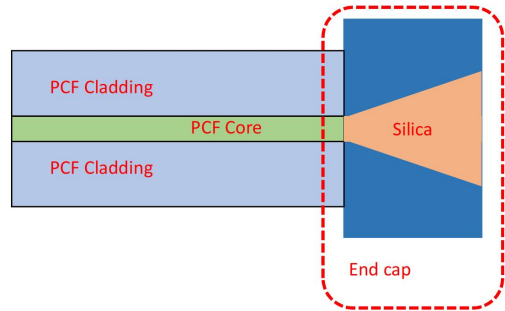 PCF Cladding
PCF Core
Silica
PCF Cladding
End cap